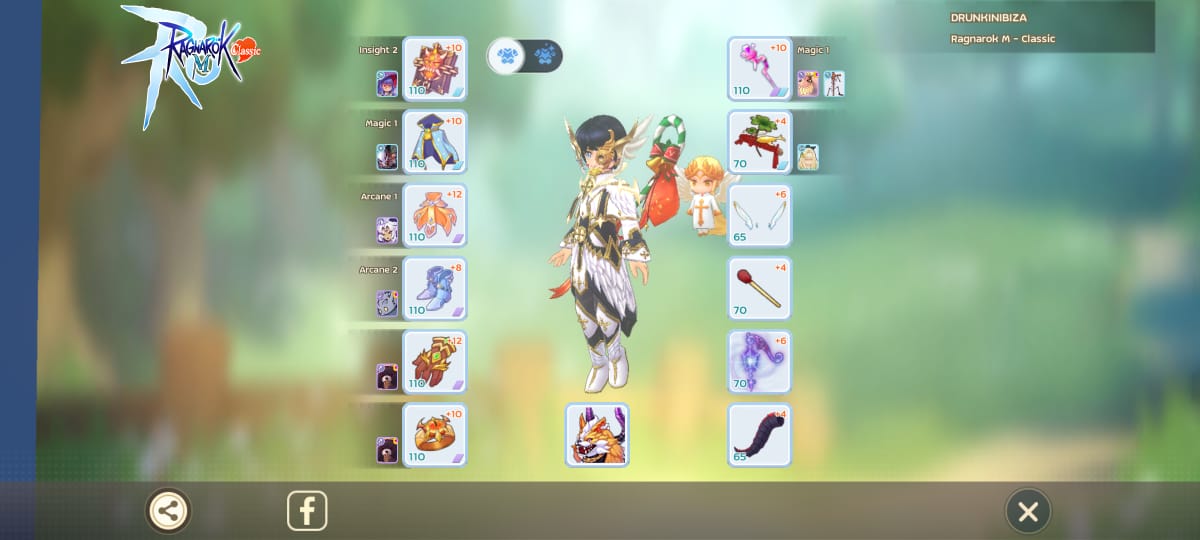 RAGNAROK M Classic
DRUNKINIBIZA
Ragnarok M - Classic
Insight 2
+10
110
+10
110
Magic 1
Magic 1
+10
110
+4
70
Arcane 1
+12
110
+6
65
Arcane 2
+8
110
+4
70
+12
110
+6
70
+10
110
+4
65
f